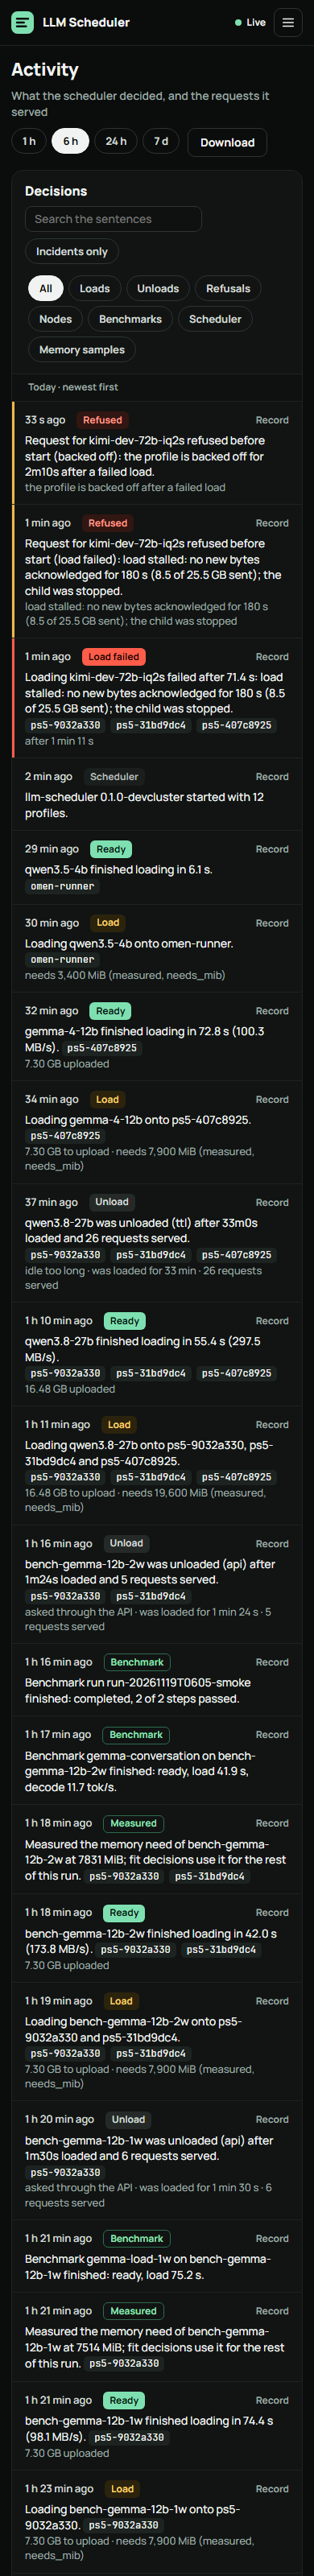 LLM Scheduler
Live
Activity
What the scheduler decided, and the requests it
served
1 h
6 h
24 h
7 d
Download
Decisions
Search the sentences
Incidents only
All
Loads
Unloads
Refusals
Nodes
Benchmarks
Scheduler
Memory samples
Today · newest first
33 s ago Refused Record
Request for kimi-dev-72b-iq2s refused before
start (backed off): the profile is backed off for
2m10s after a failed load.
the profile is backed off after a failed load
1 min ago Refused Record
Request for kimi-dev-72b-iq2s refused before
start (load failed): load stalled: no new bytes
acknowledged for 180 s (8.5 of 25.5 GB sent); the
child was stopped.
load stalled: no new bytes acknowledged for 180 s
(8.5 of 25.5 GB sent); the child was stopped
1 min ago Load failed Record
Loading kimi-dev-72b-iq2s failed after 71.4 s: load
stalled: no new bytes acknowledged for 180 s (8.5
of 25.5 GB sent); the child was stopped.
ps5-9032a330 ps5-31bd9dc4 ps5-407c8925
after 1 min 11 s
2 min ago Scheduler Record
llm-scheduler 0.1.0-devcluster started with 12
profiles.
29 min ago Ready Record
qwen3.5-4b finished loading in 6.1 s.
omen-runner
30 min ago Load Record
Loading qwen3.5-4b onto omen-runner.
omen-runner
needs 3,400 MiB (measured, needs_mib)
32 min ago Ready Record
gemma-4-12b finished loading in 72.8 s (100.3
MB/s). ps5-407c8925
7.30 GB uploaded
34 min ago Load Record
Loading gemma-4-12b onto ps5-407c8925.
ps5-407c8925
7.30 GB to upload · needs 7,900 MiB (measured,
needs_mib)
37 min ago Unload Record
qwen3.8-27b was unloaded (ttl) after 33m0s
loaded and 26 requests served.
ps5-9032a330 ps5-31bd9dc4 ps5-407c8925
idle too long · was loaded for 33 min · 26 requests
served
1 h 10 min ago Ready Record
qwen3.8-27b finished loading in 55.4 s (297.5
MB/s).
ps5-9032a330 ps5-31bd9dc4 ps5-407c8925
16.48 GB uploaded
1 h 11 min ago Load Record
Loading qwen3.8-27b onto ps5-9032a330, ps5-
31bd9dc4 and ps5-407c8925.
ps5-9032a330 ps5-31bd9dc4 ps5-407c8925
16.48 GB to upload · needs 19,600 MiB (measured,
needs_mib)
1 h 16 min ago Unload Record
bench-gemma-12b-2w was unloaded (api) after
1m24s loaded and 5 requests served.
ps5-9032a330 ps5-31bd9dc4
asked through the API · was loaded for 1 min 24 s · 5
requests served
1 h 16 min ago Benchmark Record
Benchmark run run-20261119T0605-smoke
finished: completed, 2 of 2 steps passed.
1 h 17 min ago Benchmark Record
Benchmark gemma-conversation on bench-
gemma-12b-2w finished: ready, load 41.9 s,
decode 11.7 tok/s.
1 h 18 min ago Measured Record
Measured the memory need of bench-gemma-
12b-2w at 7831 MiB; fit decisions use it for the rest
of this run. ps5-9032a330 ps5-31bd9dc4
1 h 18 min ago Ready Record
bench-gemma-12b-2w finished loading in 42.0 s
(173.8 MB/s). ps5-9032a330 ps5-31bd9dc4
7.30 GB uploaded
1 h 19 min ago Load Record
Loading bench-gemma-12b-2w onto ps5-
9032a330 and ps5-31bd9dc4.
ps5-9032a330 ps5-31bd9dc4
7.30 GB to upload · needs 7,900 MiB (measured,
needs_mib)
1 h 20 min ago Unload Record
bench-gemma-12b-1w was unloaded (api) after
1m30s loaded and 6 requests served.
ps5-9032a330
asked through the API · was loaded for 1 min 30 s · 6
requests served
1 h 21 min ago Benchmark Record
Benchmark gemma-load-1w on bench-gemma-
12b-1w finished: ready, load 75.2 s.
1 h 21 min ago Measured Record
Measured the memory need of bench-gemma-
12b-1w at 7514 MiB; fit decisions use it for the rest
of this run. ps5-9032a330
1 h 21 min ago Ready Record
bench-gemma-12b-1w finished loading in 74.4 s
(98.1 MB/s). ps5-9032a330
7.30 GB uploaded
1 h 23 min ago Load Record
Loading bench-gemma-12b-1w onto ps5-
9032a330. ps5-9032a330
7.30 GB to upload · needs 7,900 MiB (measured,
needs_mib)